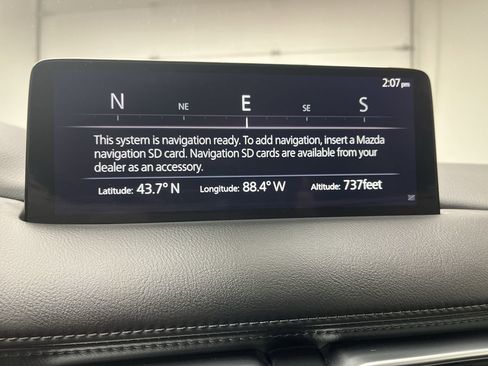 2:07 pm
N NE E SE S
This system is navigation ready. To add navigation, insert a Mazda
navigation SD card. Navigation SD cards are available from your
dealer as an accessory.
Latitude: 43.7° N Longitude: 88.4° W Altitude: 737feet